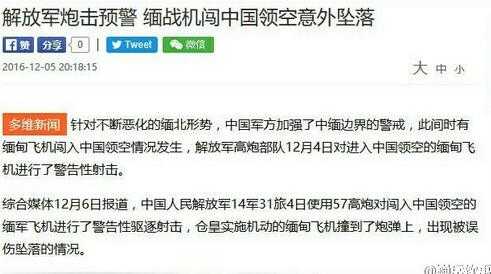 解放军炮击预警 缅战机闯中国领空意外坠落
赞 分享 0 Tweet 微信
2016-12-05 20:18:15
大 中 小
多维新闻 针对不断恶化的缅北形势，中国军方加强了中缅边界的警戒，此间时有
缅甸飞机闯入中国领空情况发生，解放军高炮部队12月4日对进入中国领空的缅甸飞
机进行了警告性射击。
综合媒体12月6日报道，中国人民解放军14军31旅4日使用57高炮对闯入中国领空的
缅军飞机进行了警告性驱逐射击，仓皇实施机动的缅甸飞机撞到了炮弹上，出现被误
伤坠落的情况。